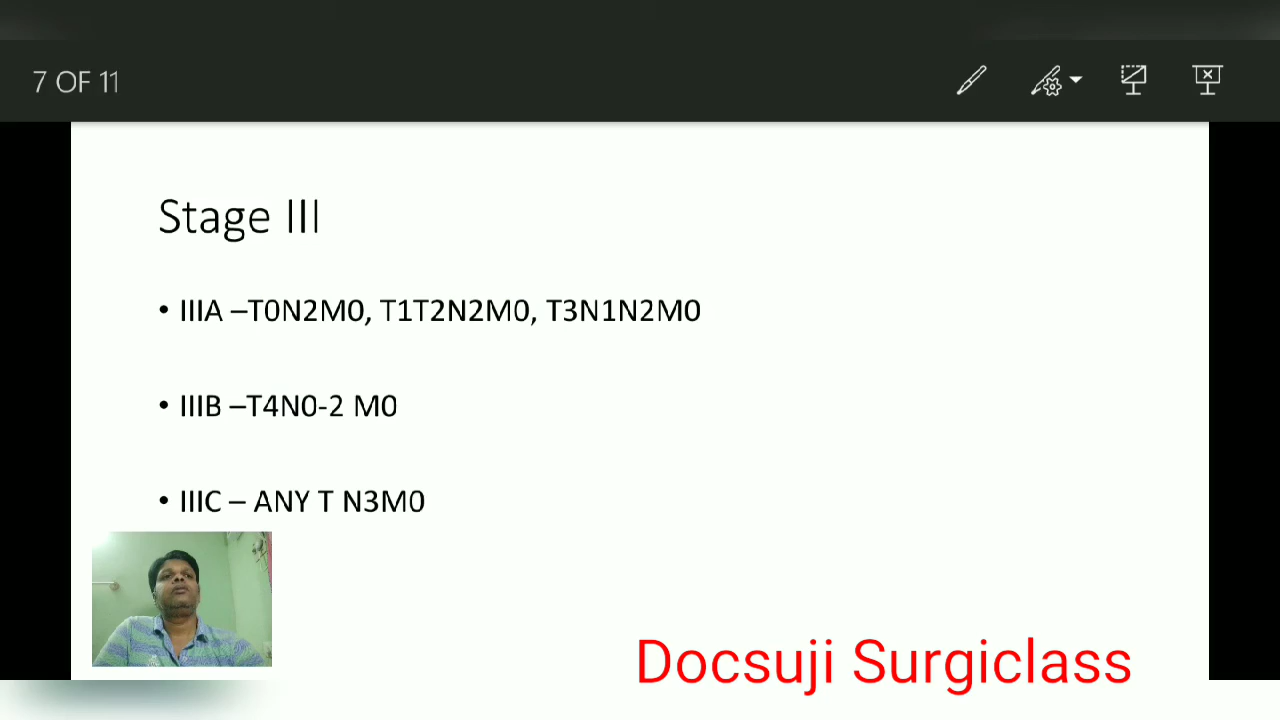 7 OF 11
Stage III
• IIIA –T0N2M0, T1T2N2M0, T3N1N2M0
• IIIB –T4N0-2 M0
• IIIC – ANY T N3M0
Docsuji Surgiclass